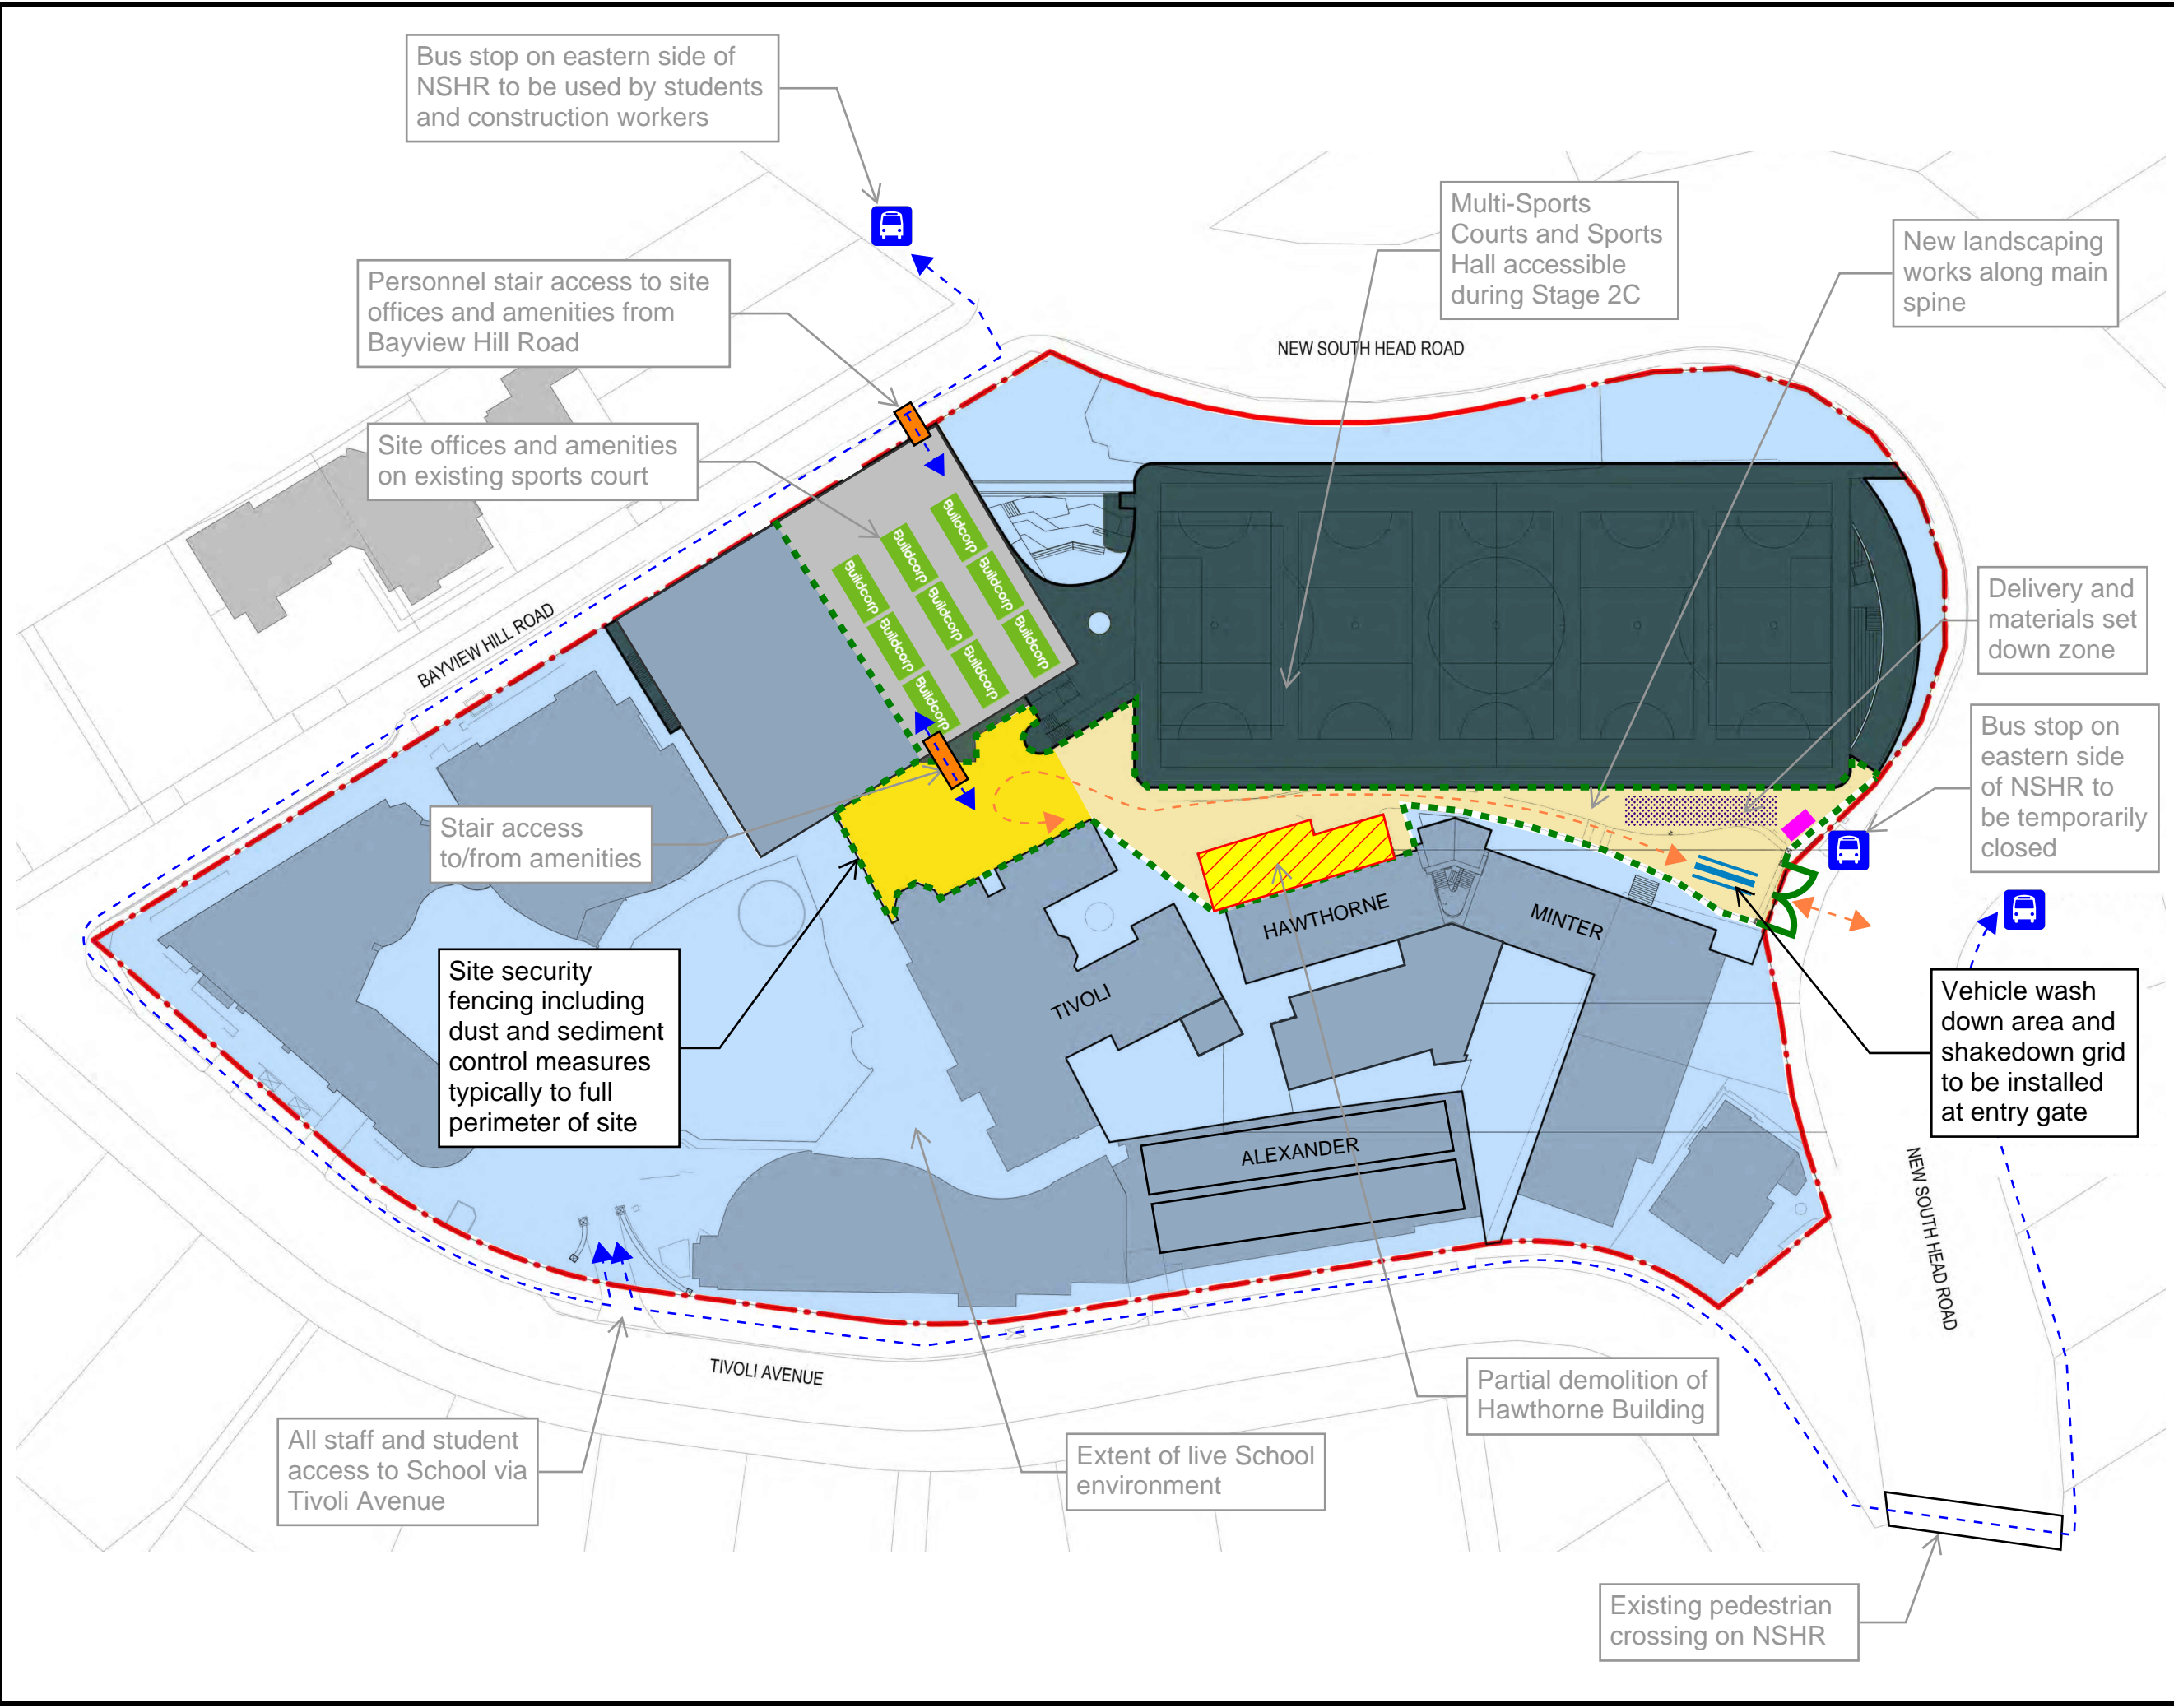 Bus stop on eastern side of
NSHR to be used by students
and construction workers
Multi-Sports
Courts and Sports
Hall accessible
during Stage 2C
New landscaping
works along main
spine
Personnel stair access to site
offices and amenities from
Bayview Hill Road
NEW SOUTH HEAD ROAD
Site offices and amenities
on existing sports court
Buildcorp
Buildcorp
Buildcorp
Buildcorp
Buildcorp
Buildcorp
Buildcorp
Buildcorp
Buildcorp
Delivery and
materials set
down zone
BAYVIEW HILL ROAD
Bus stop on
eastern side
of NSHR to
be temporarily
closed
Stair access
to/from amenities
HAWTHORNE
MINTER
TIVOLI
Site security
fencing including
dust and sediment
control measures
typically to full
perimeter of site
Vehicle wash
down area and
shakedown grid
to be installed
at entry gate
ALEXANDER
NEW SOUTH HEAD ROAD
TIVOLI AVENUE
Partial demolition of
Hawthorne Building
All staff and student
access to School via
Tivoli Avenue
Extent of live School
environment
Existing pedestrian
crossing on NSHR